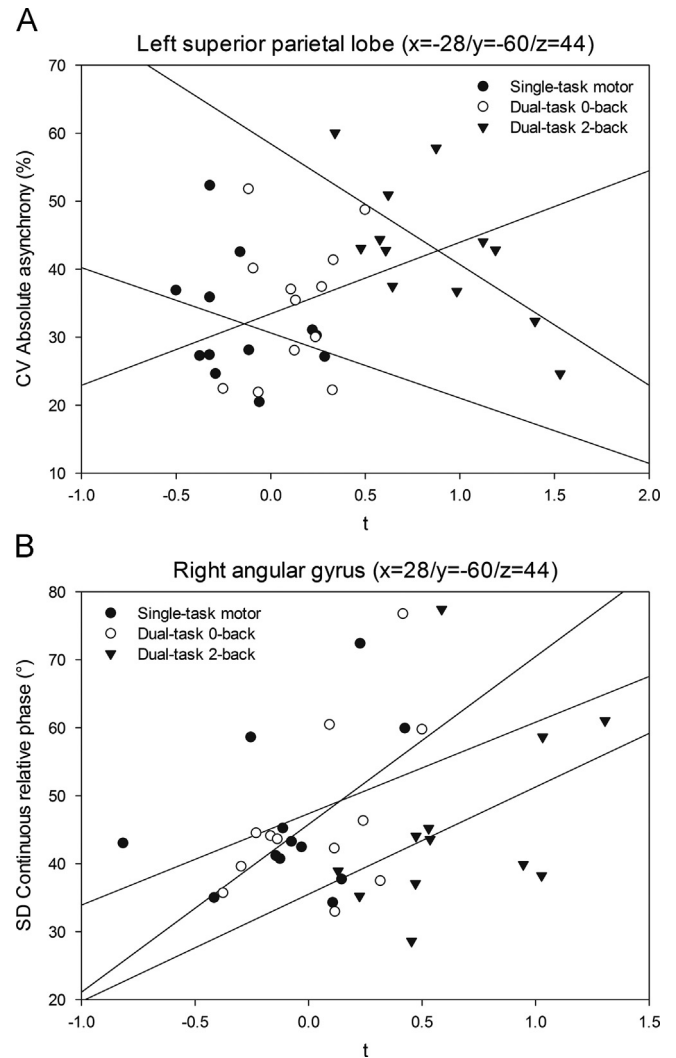 A
Left superior parietal lobe (x=-28/y=-60/z=44)
70
60
50
40
30
20
10
CV Absolute asynchrony (%)
Single-task motor
Dual-task 0-back
Dual-task 2-back
-1.0 -0.5 0.0 0.5 1.0 1.5 2.0
t
B
Right angular gyrus (x=28/y=-60/z=44)
80
70
60
50
40
30
20
SD Continuous relative phase (°)
Single-task motor
Dual-task 0-back
Dual-task 2-back
-1.0 -0.5 0.0 0.5 1.0 1.5
t